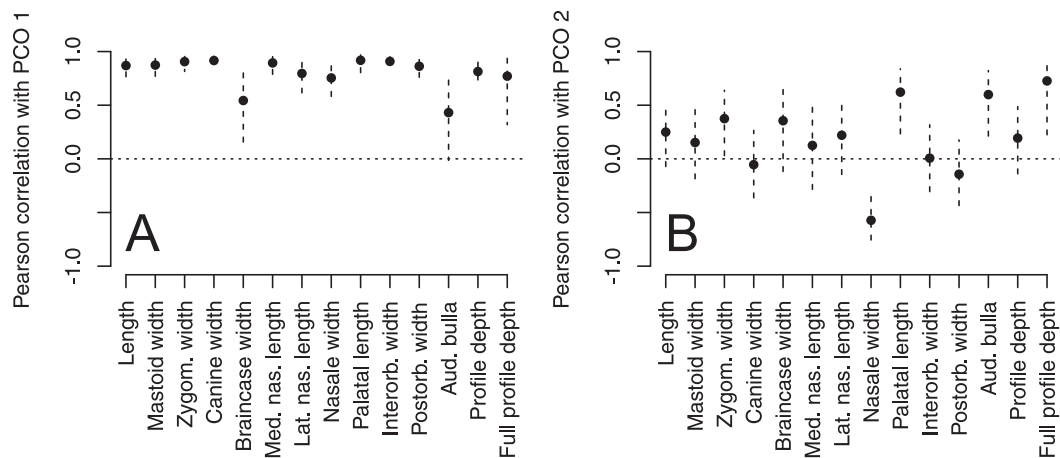 Pearson correlation with PCO 1
1.0
0.5
0.0
-1.0
A
Length
Mastoid width
Zygom. width
Canine width
Braincase width
Med. nas. length
Lat. nas. length
Nasale width
Palatal length
Interorb. width
Postorb. width
Aud. bulla
Profile depth
Full profile depth
Pearson correlation with PCO 2
1.0
0.5
0.0
-1.0
B
Length
Mastoid width
Zygom. width
Canine width
Braincase width
Med. nas. length
Lat. nas. length
Nasale width
Palatal length
Interorb. width
Postorb. width
Aud. bulla
Profile depth
Full profile depth